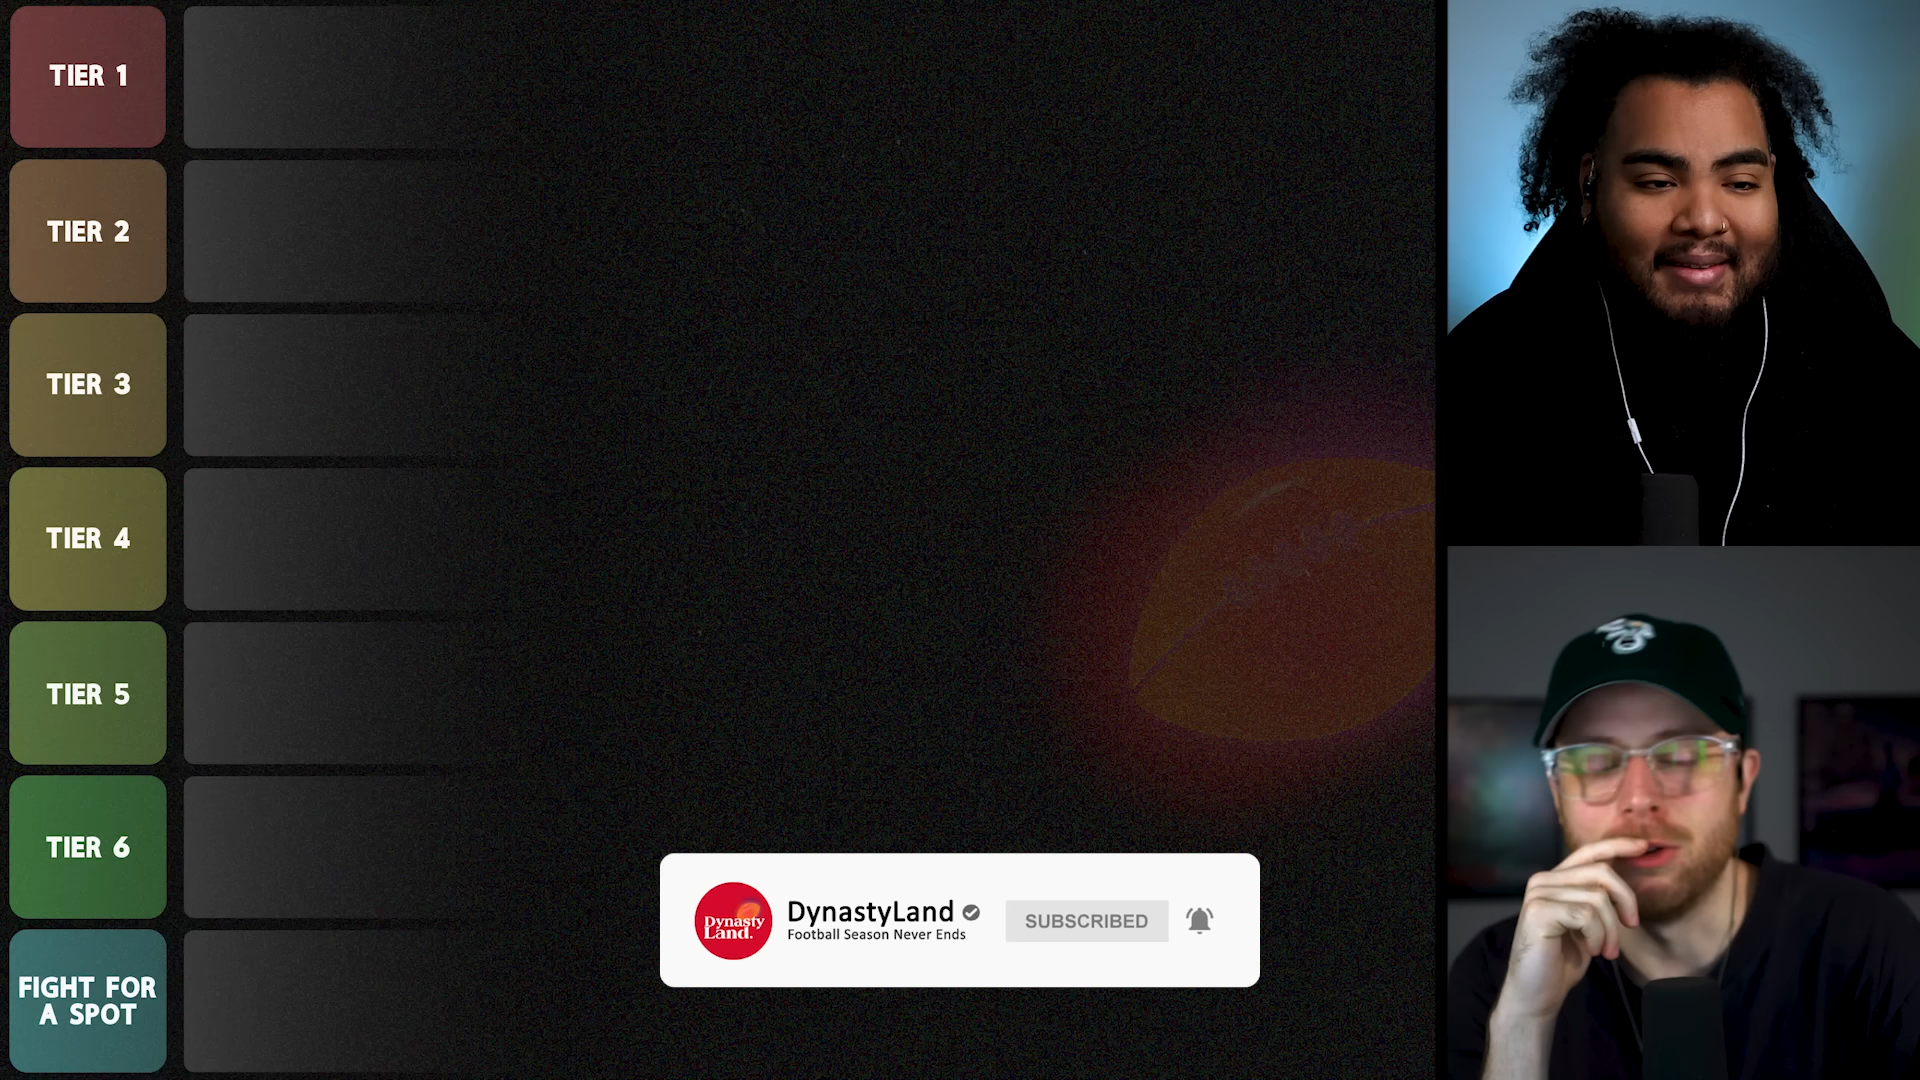 TIER 1
TIER 2
TIER 3
TIER 4
TIER 5
TIER 6
FIGHT FOR
A SPOT
Dynasty
Land.
DynastyLand
Football Season Never Ends
SUBSCRIBED